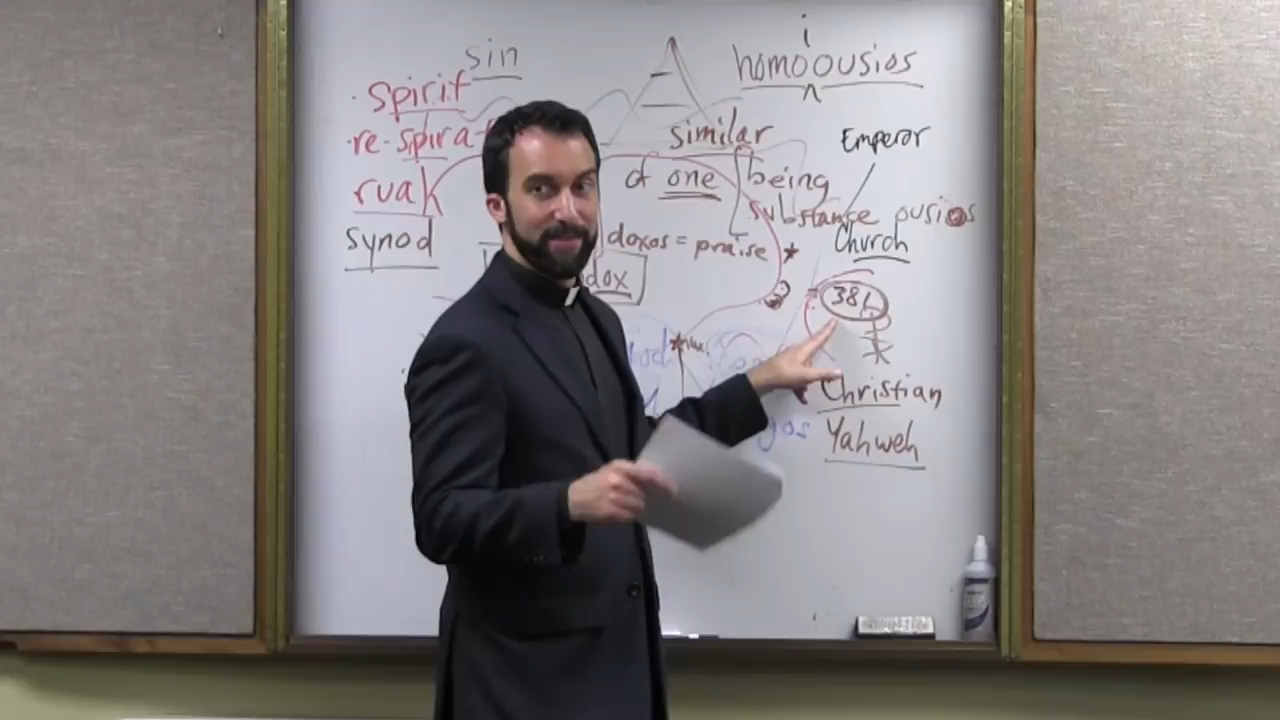 sin
i
homoousios
^
· spirit
similar
Emperor
· re-spirat
of one being
ruak
substance ousios
synod
doxos = praise *
Church
dox
381
Christian
Yahweh